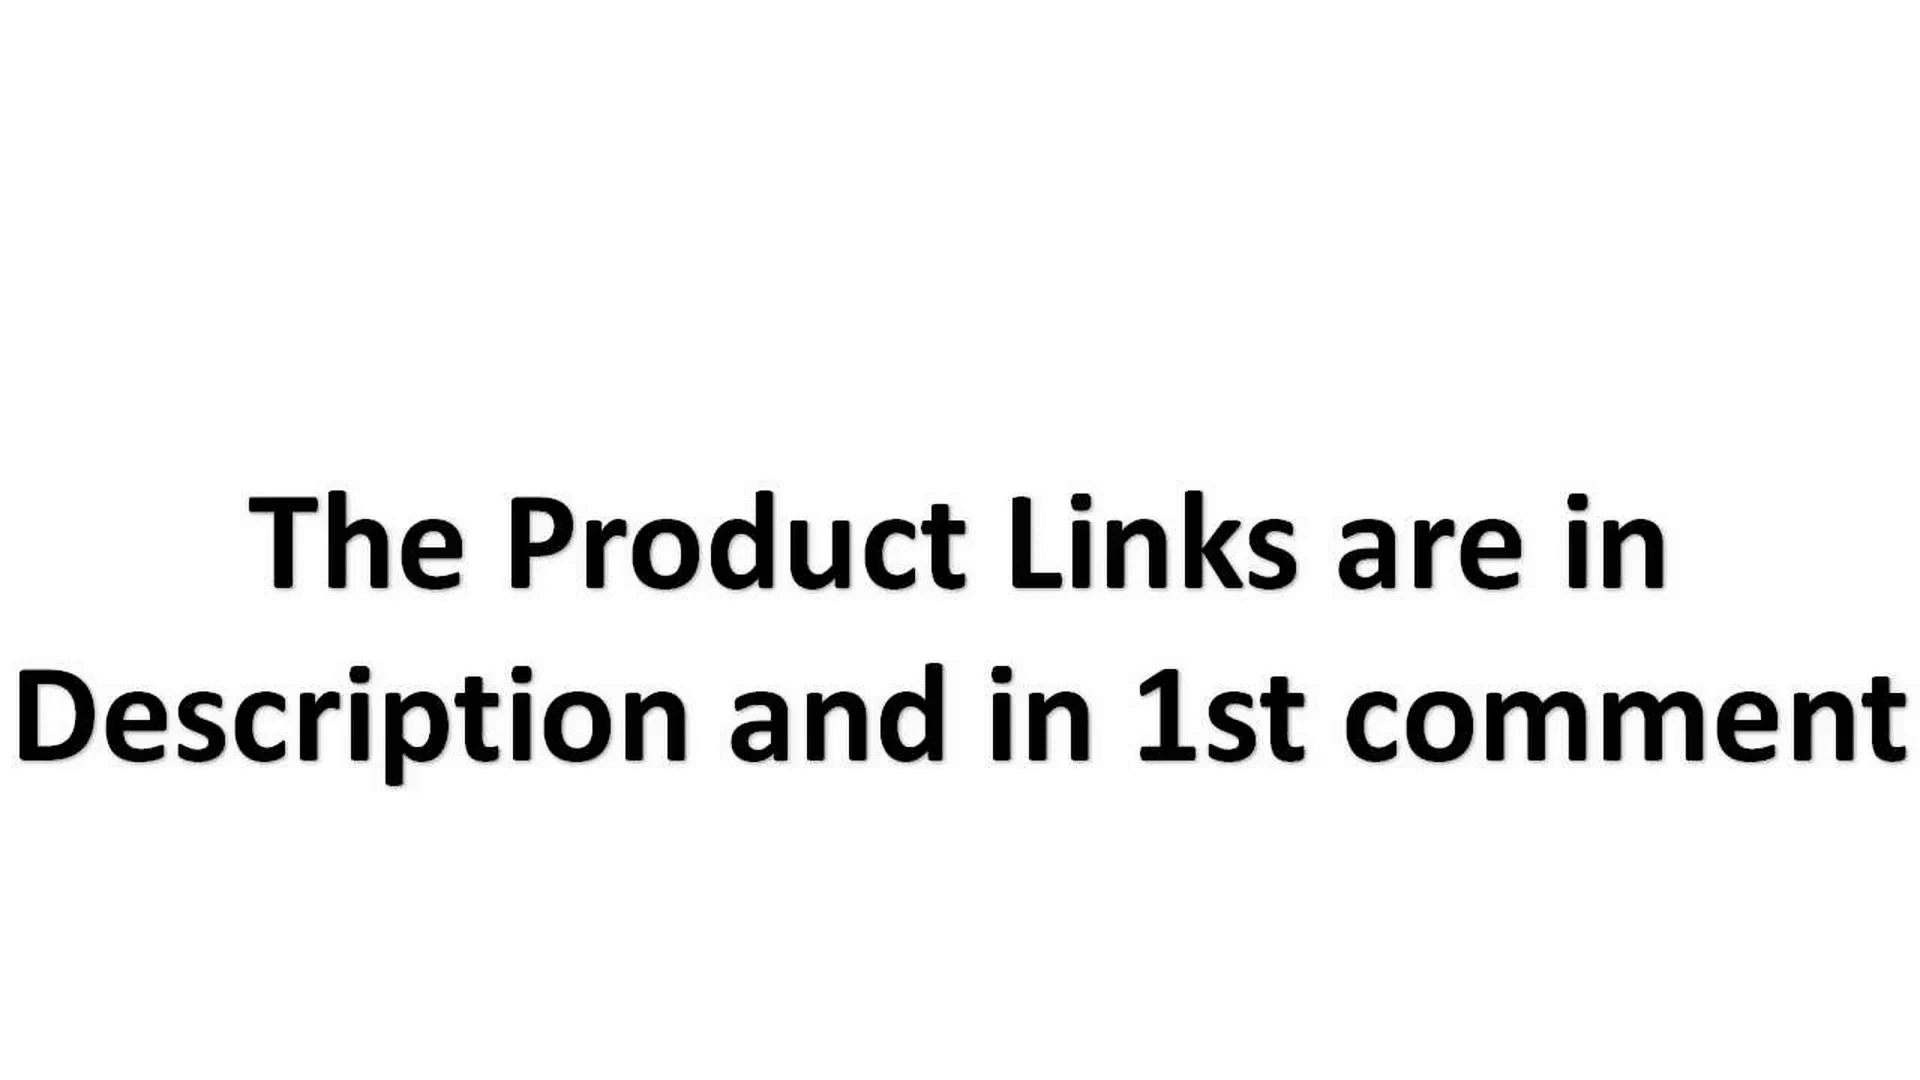 The Product Links are in
Description and in 1st comment